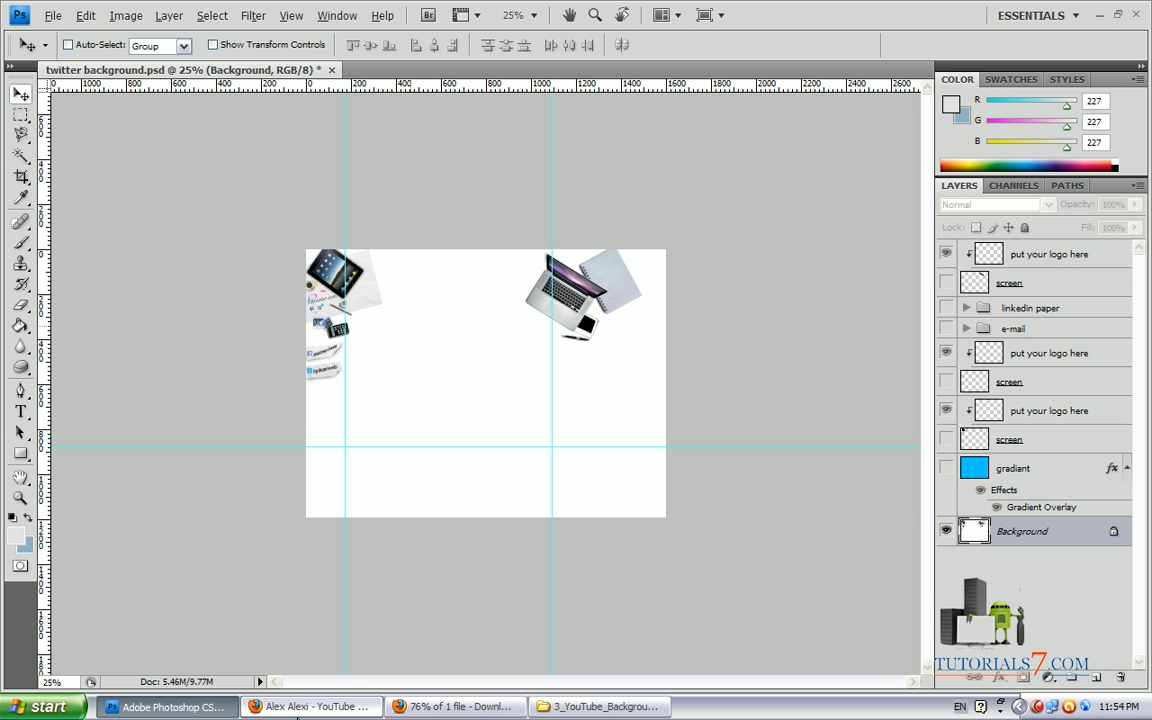 Ps File Edit Image Layer Select Filter View Window Help Br 25% ESSENTIALS
Auto-Select: Group Show Transform Controls
twitter background.psd @ 25% (Background, RGB/8) *
COLOR SWATCHES STYLES
R 227
G 227
B 227
LAYERS CHANNELS PATHS
Normal Opacity: 100%
Lock: Fill: 100%
put your logo here
screen
linkedin paper
e-mail
put your logo here
screen
put your logo here
screen
gradiant fx
Effects
Gradient Overlay
Background
TUTORIALS7.COM
25% Doc: 5.46M/9.77M
start Ps Adobe Photoshop CS... Alex Alexi - YouTube ... 76% of 1 file - Downl... 3_YouTube_Backgrou... EN 11:54 PM